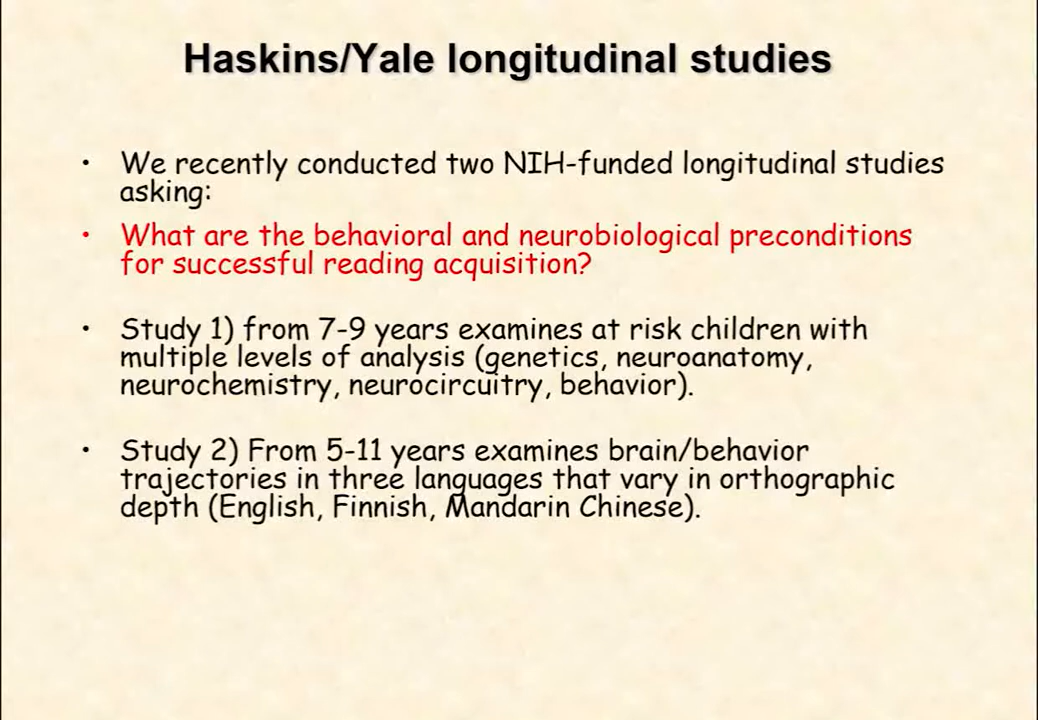 Haskins/Yale longitudinal studies
• We recently conducted two NIH-funded longitudinal studies
asking:
• What are the behavioral and neurobiological preconditions
for successful reading acquisition?
• Study 1) from 7-9 years examines at risk children with
multiple levels of analysis (genetics, neuroanatomy,
neurochemistry, neurocircuitry, behavior).
• Study 2) From 5-11 years examines brain/behavior
trajectories in three languages that vary in orthographic
depth (English, Finnish, Mandarin Chinese).